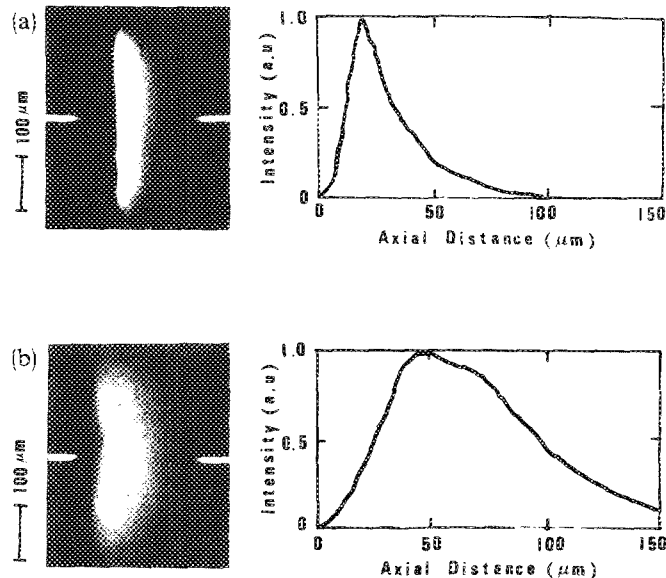 (a)
100 μm
Intensity (a.u)
1.0
0.5
0
0 50 100 150
Axial Distance (μm)
(b)
100 μm
Intensity (a.u)
1.0
0.5
0
0 50 100 150
Axial Distance (μm)